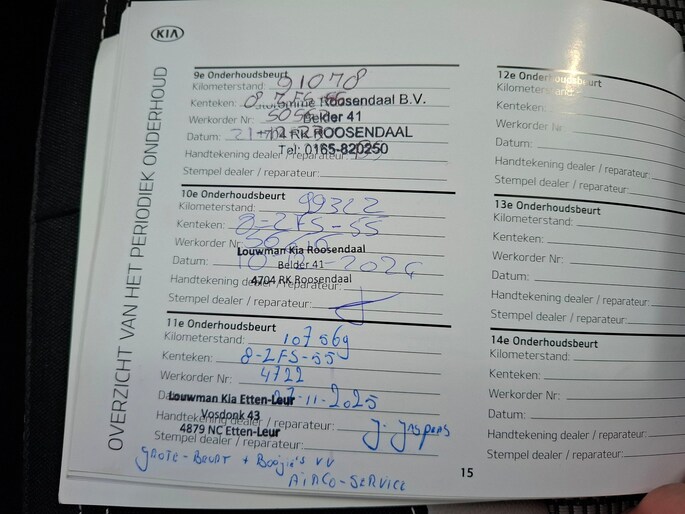 KIA
OVERZICHT VAN HET PERIODIEK ONDERHOUD
9e Onderhoudsbeurt
Kilometerstand: 91078
Kenteken:
Roosendaal B.V.
Werkorder Nr:
Belder 41
Datum: 21
4704 RK ROOSENDAAL
Handtekening dealer / reparateur:
Tel: 0165-820250
Stempel dealer / reparateur:
10e Onderhoudsbeurt
Kilometerstand: 99322
Kenteken: 8-ZFS-55
Werkorder Nr:
Louwman Kia Roosendaal
Datum:
Belder 41
2024
Handtekening dealer / reparateur:
4704 RK Roosendaal
Stempel dealer / reparateur:
11e Onderhoudsbeurt
Kilometerstand: 107569
Kenteken: 8-ZFS-55
Werkorder Nr: 4722
Louwman Kia Etten-Leur
-11-2025
Handtekening dealer / reparateur: J. Jaspers
Vosdonk 43
4879 NC Etten-Leur
Stempel dealer / reparateur:
GROTE-BEURT + Boogie's VV
AIRCO-SERVICE
12e Onderhoudsbeurt
Kilometerstand:
Kenteken:
Werkorder Nr:
Datum:
Handtekening dealer / reparateur:
Stempel dealer / reparateur:
13e Onderhoudsbeurt
Kilometerstand:
Kenteken:
Werkorder Nr:
Datum:
Handtekening dealer / reparateur:
Stempel dealer / reparateur:
14e Onderhoudsbeurt
Kilometerstand:
Kenteken:
Werkorder Nr:
Datum:
Handtekening dealer / reparateur:
Stempel dealer / reparateur:
15